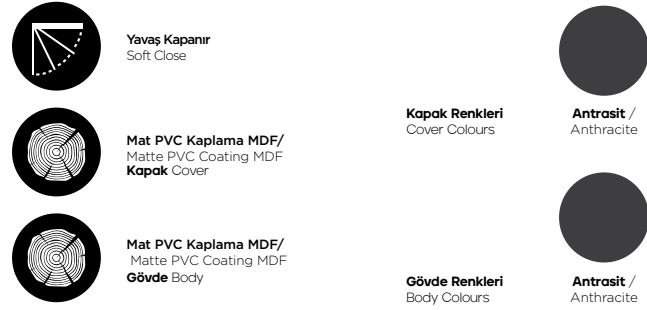 Yavaş Kapanır
Soft Close
Mat PVC Kaplama MDF/
Matte PVC Coating MDF
Kapak Cover
Mat PVC Kaplama MDF/
Matte PVC Coating MDF
Gövde Body
Kapak Renkleri
Cover Colours
Antrasit /
Anthracite
Gövde Renkleri
Body Colours
Antrasit /
Anthracite